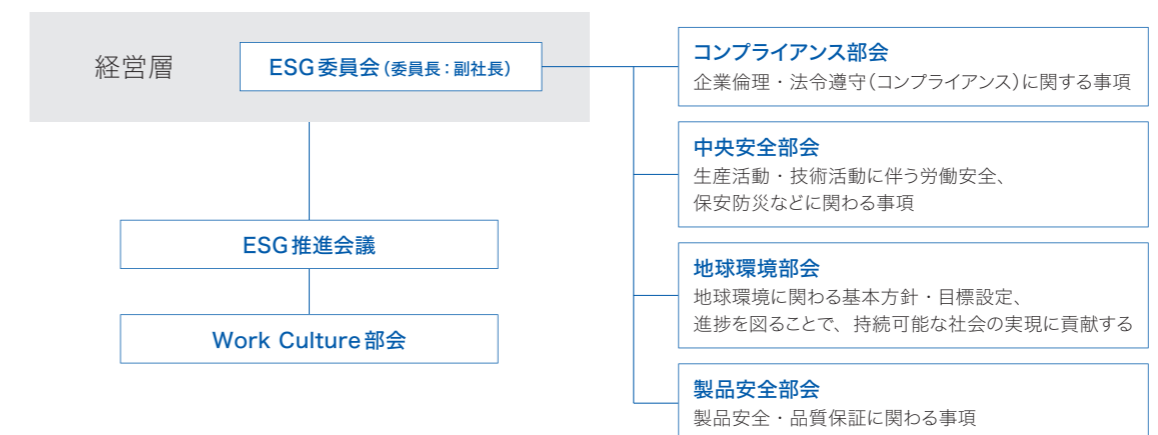 経営層
ESG委員会(委員長:副社長)
ESG推進会議
Work Culture部会
コンプライアンス部会
企業倫理・法令遵守(コンプライアンス)に関する事項
中央安全部会
生産活動・技術活動に伴う労働安全、
保安防災などに関わる事項
地球環境部会
地球環境に関わる基本方針・目標設定、
進捗を図ることで、持続可能な社会の実現に貢献する
製品安全部会
製品安全・品質保証に関わる事項